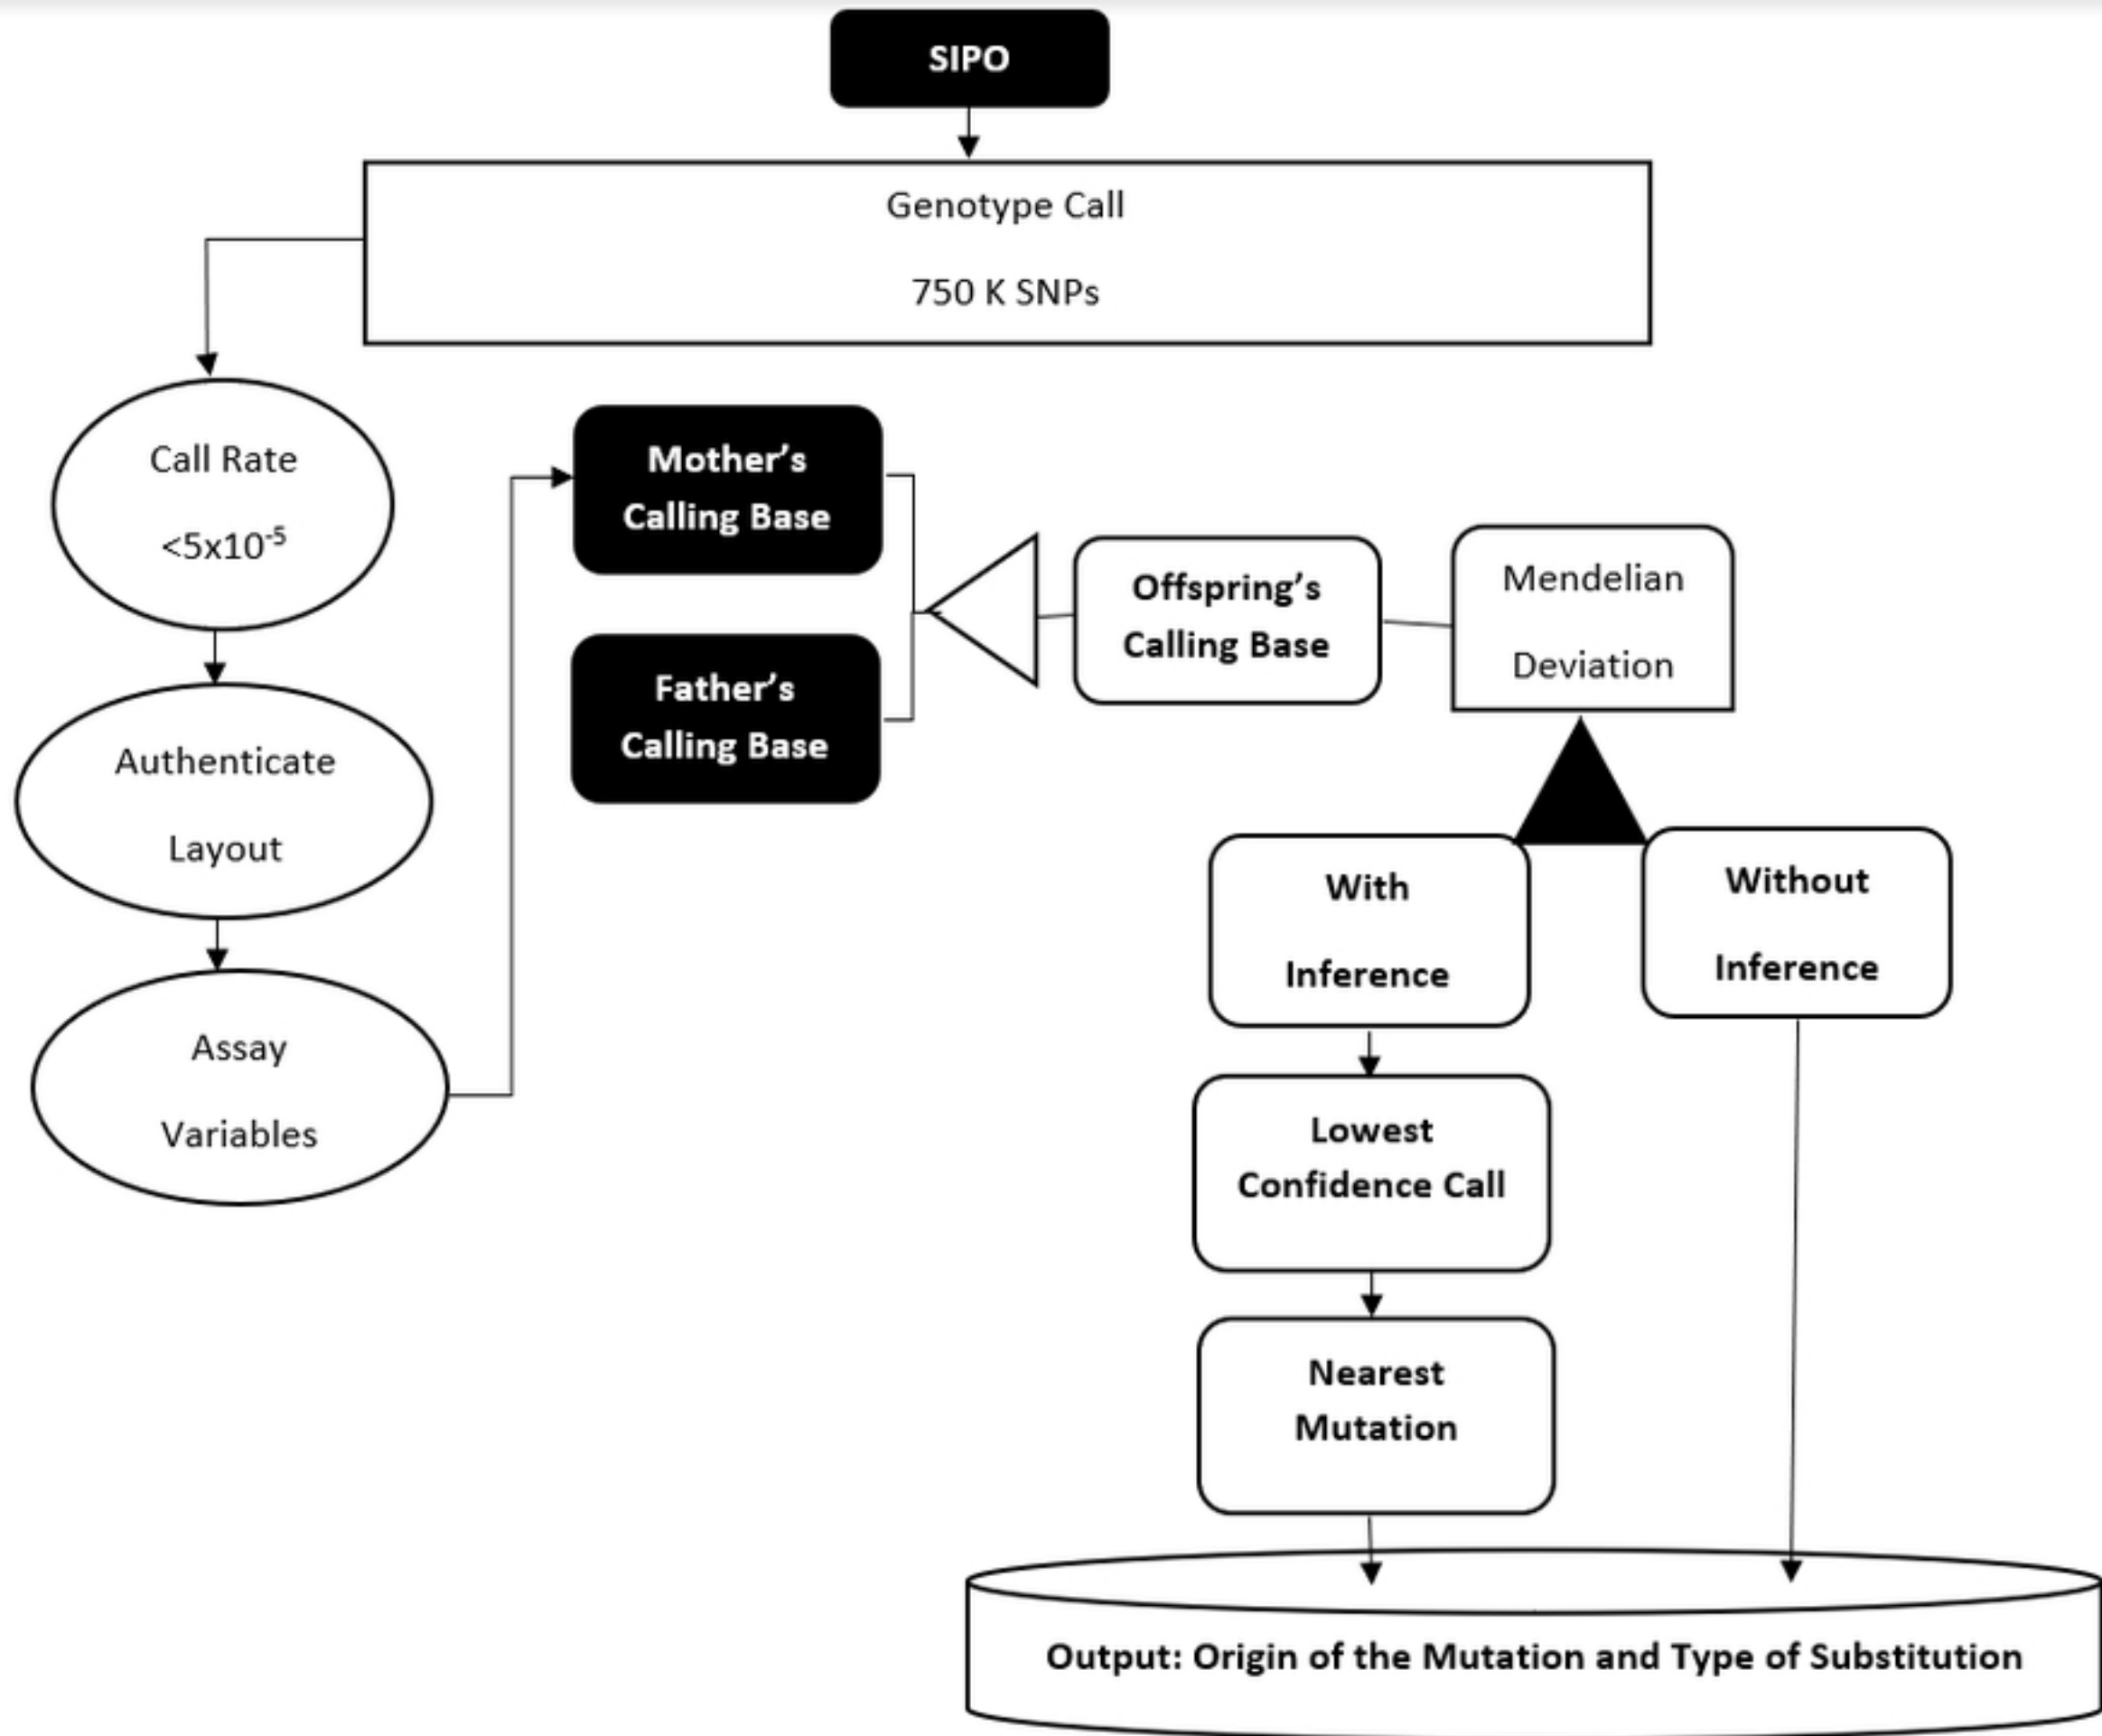 SIPO
Genotype Call
750 K SNPs
Call Rate
<5x10⁻⁵
Authenticate
Layout
Assay
Variables
Mother’s
Calling Base
Father’s
Calling Base
Offspring’s
Calling Base
Mendelian
Deviation
With
Inference
Without
Inference
Lowest
Confidence Call
Nearest
Mutation
Output: Origin of the Mutation and Type of Substitution